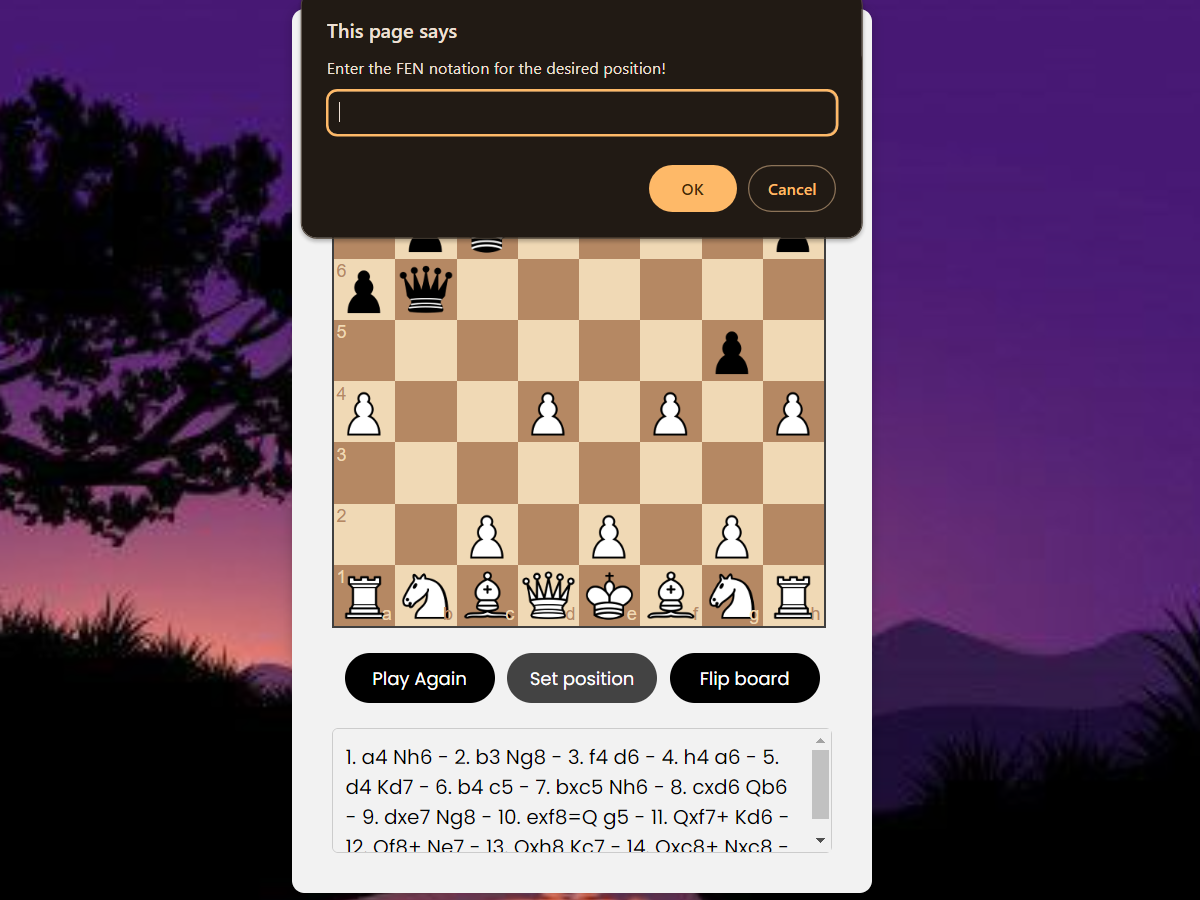 This page says
Enter the FEN notation for the desired position!
OK Cancel
6
5
4
3
2
1
a b c d e f g h
Play Again Set position Flip board
1. a4 Nh6 - 2. b3 Ng8 - 3. f4 d6 - 4. h4 a6 - 5.
d4 Kd7 - 6. b4 c5 - 7. bxc5 Nh6 - 8. cxd6 Qb6
- 9. dxe7 Ng8 - 10. exf8=Q g5 - 11. Qxf7+ Kd6 -
12. Qf8+ Ne7 - 13. Qxh8 Kc7 - 14. Qxc8+ Nxc8 -